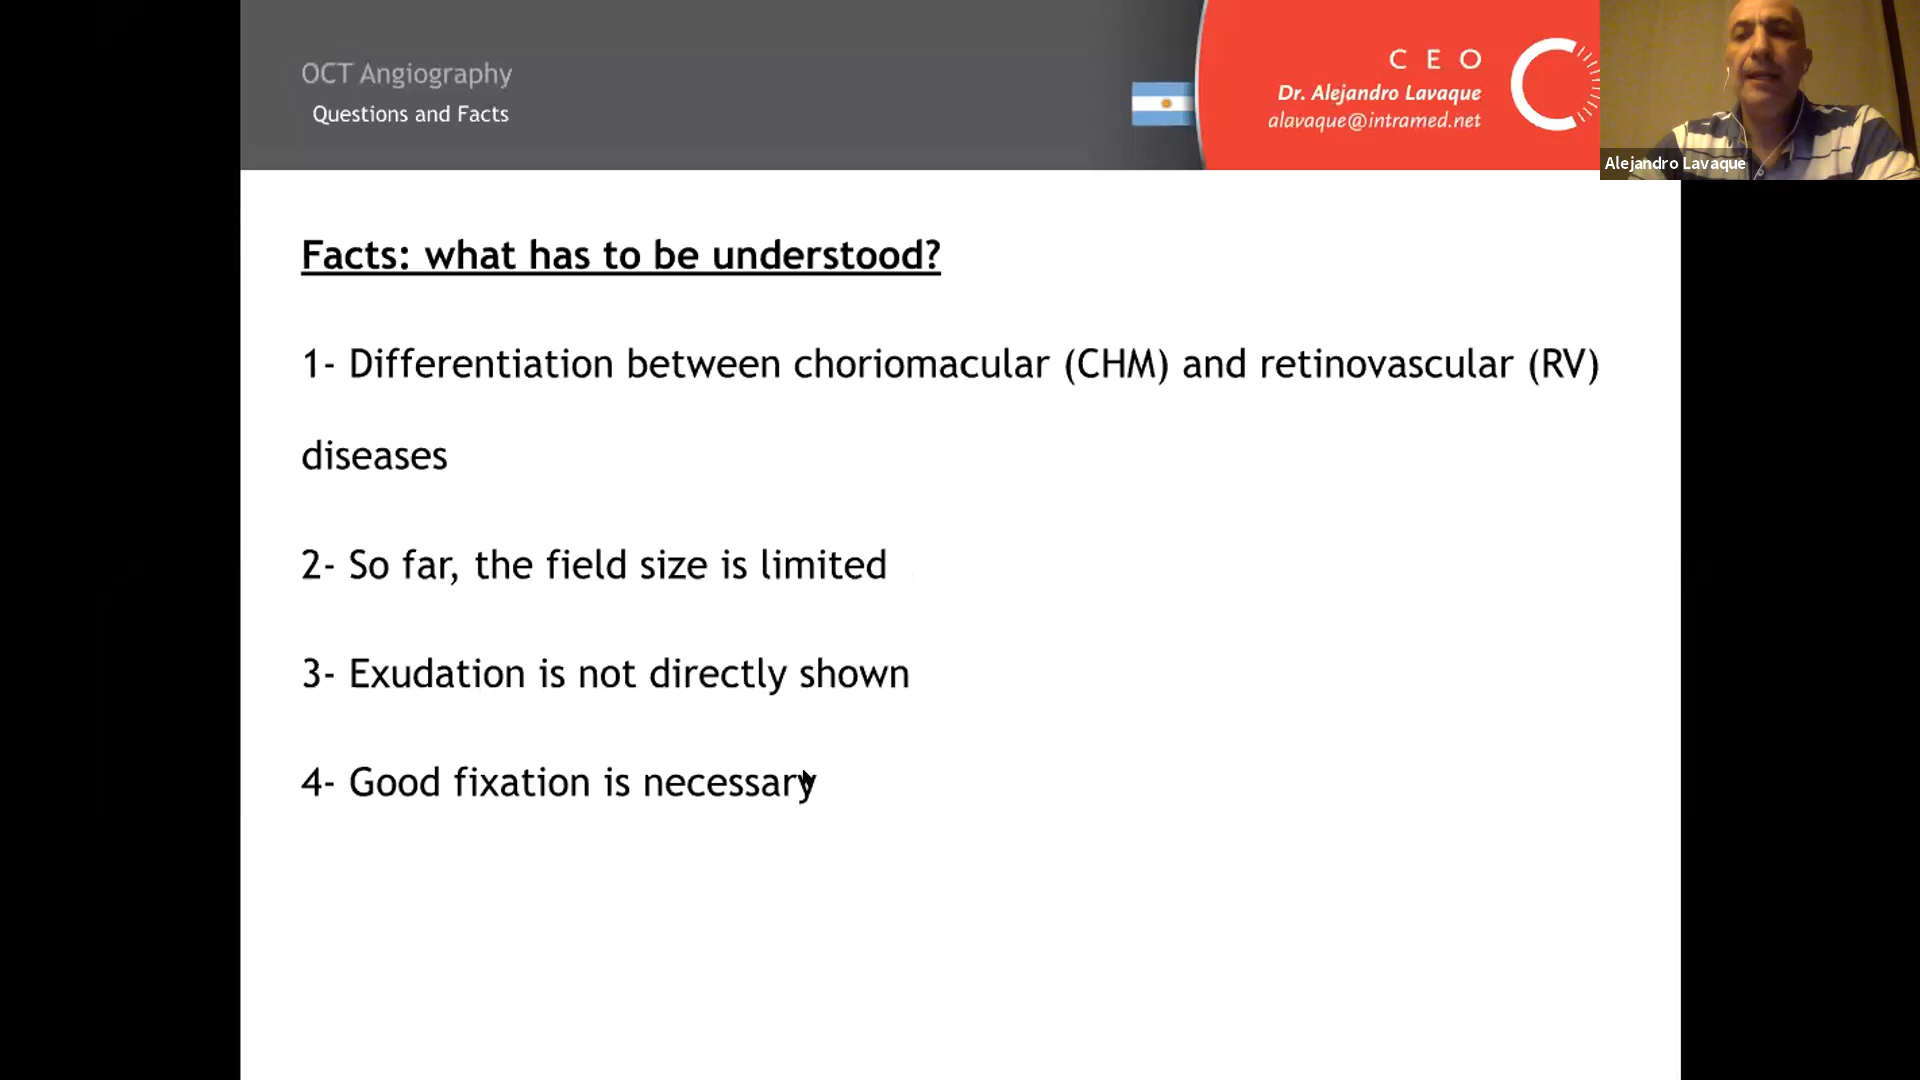 OCT Angiography
Questions and Facts
C E O
Dr. Alejandro Lavaque
alavaque@intramed.net
Alejandro Lavaque
Facts: what has to be understood?
1- Differentiation between choriomacular (CHM) and retinovascular (RV)
diseases
2- So far, the field size is limited
3- Exudation is not directly shown
4- Good fixation is necessary